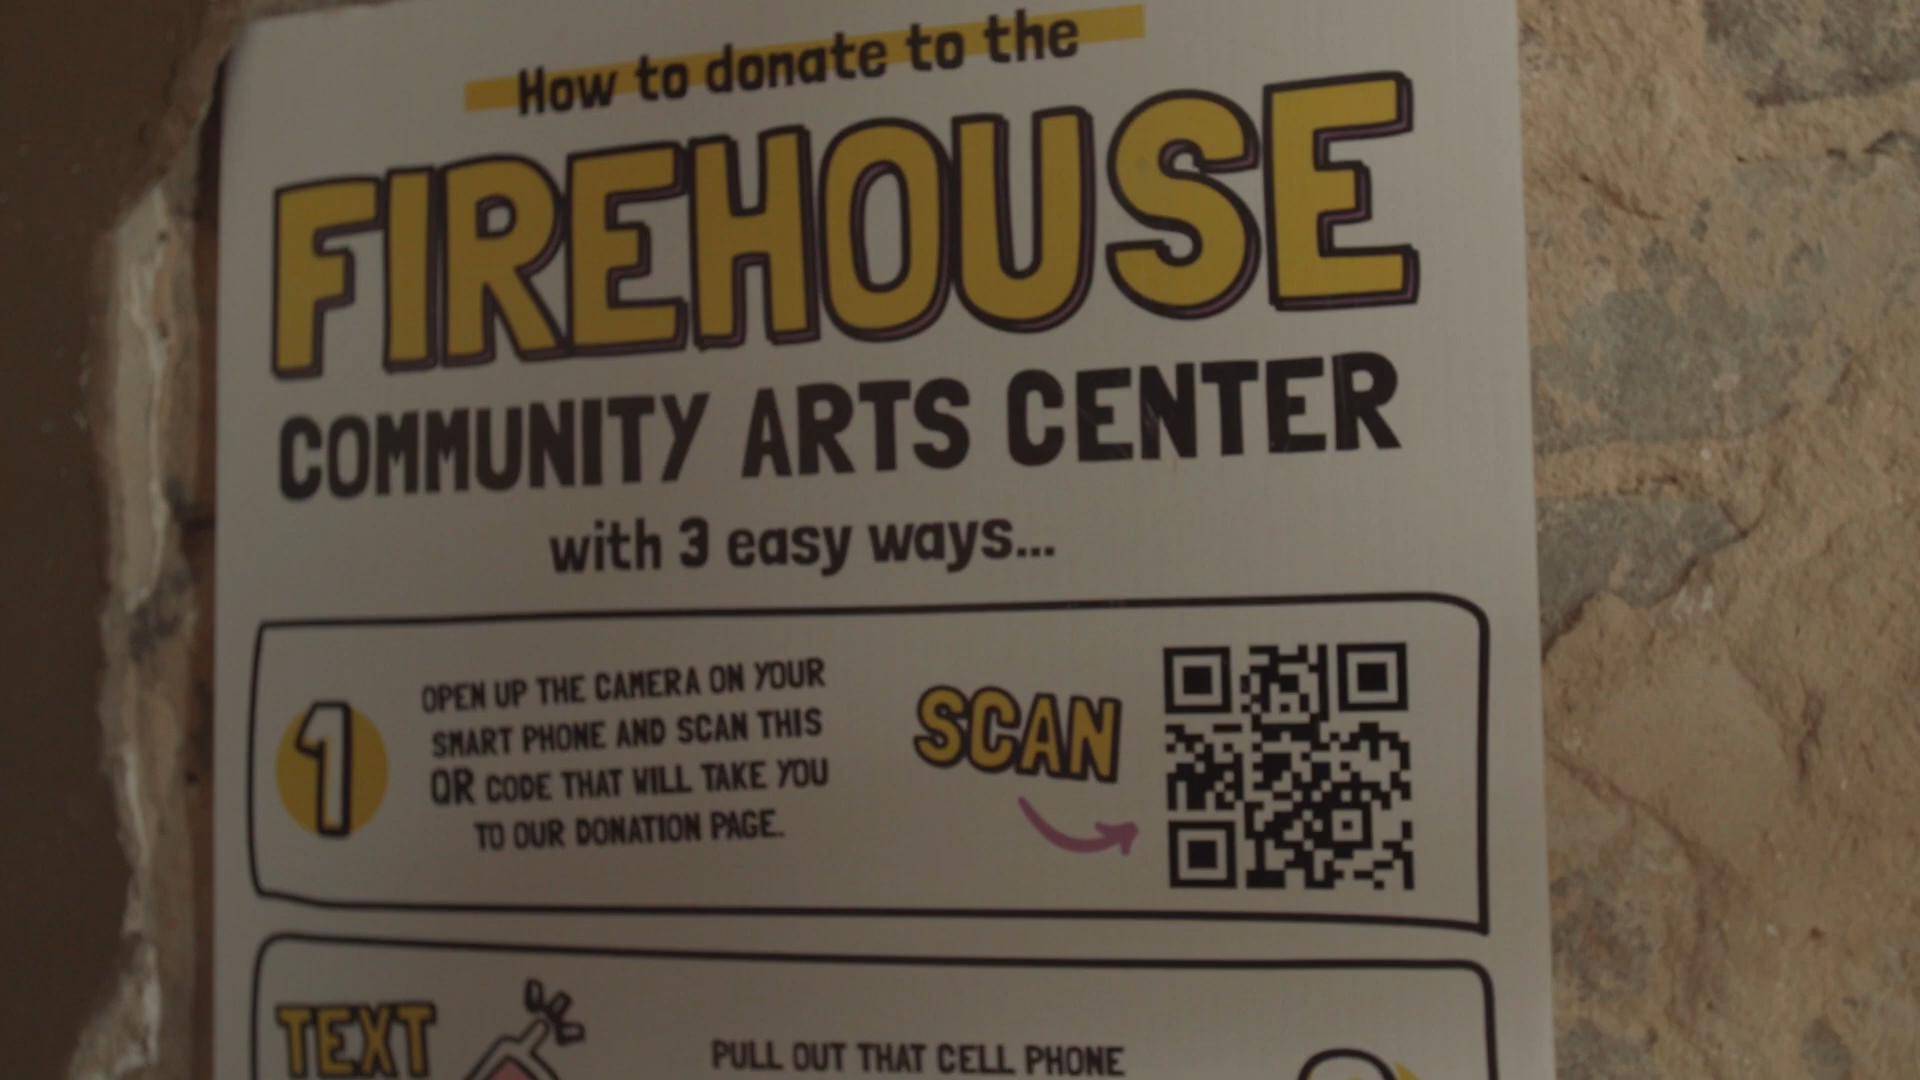 How to donate to the
FIREHOUSE
COMMUNITY ARTS CENTER
with 3 easy ways...
1
OPEN UP THE CAMERA ON YOUR
SMART PHONE AND SCAN THIS
QR CODE THAT WILL TAKE YOU
TO OUR DONATION PAGE.
SCAN
TEXT
PULL OUT THAT CELL PHONE